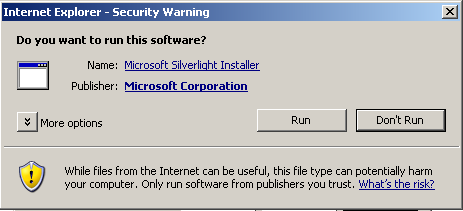 Internet Explorer - Security Warning
Do you want to run this software?
Name: Microsoft Silverlight Installer
Publisher: Microsoft Corporation
More options
Run
Don't Run
While files from the Internet can be useful, this file type can potentially harm
your computer. Only run software from publishers you trust. What's the risk?